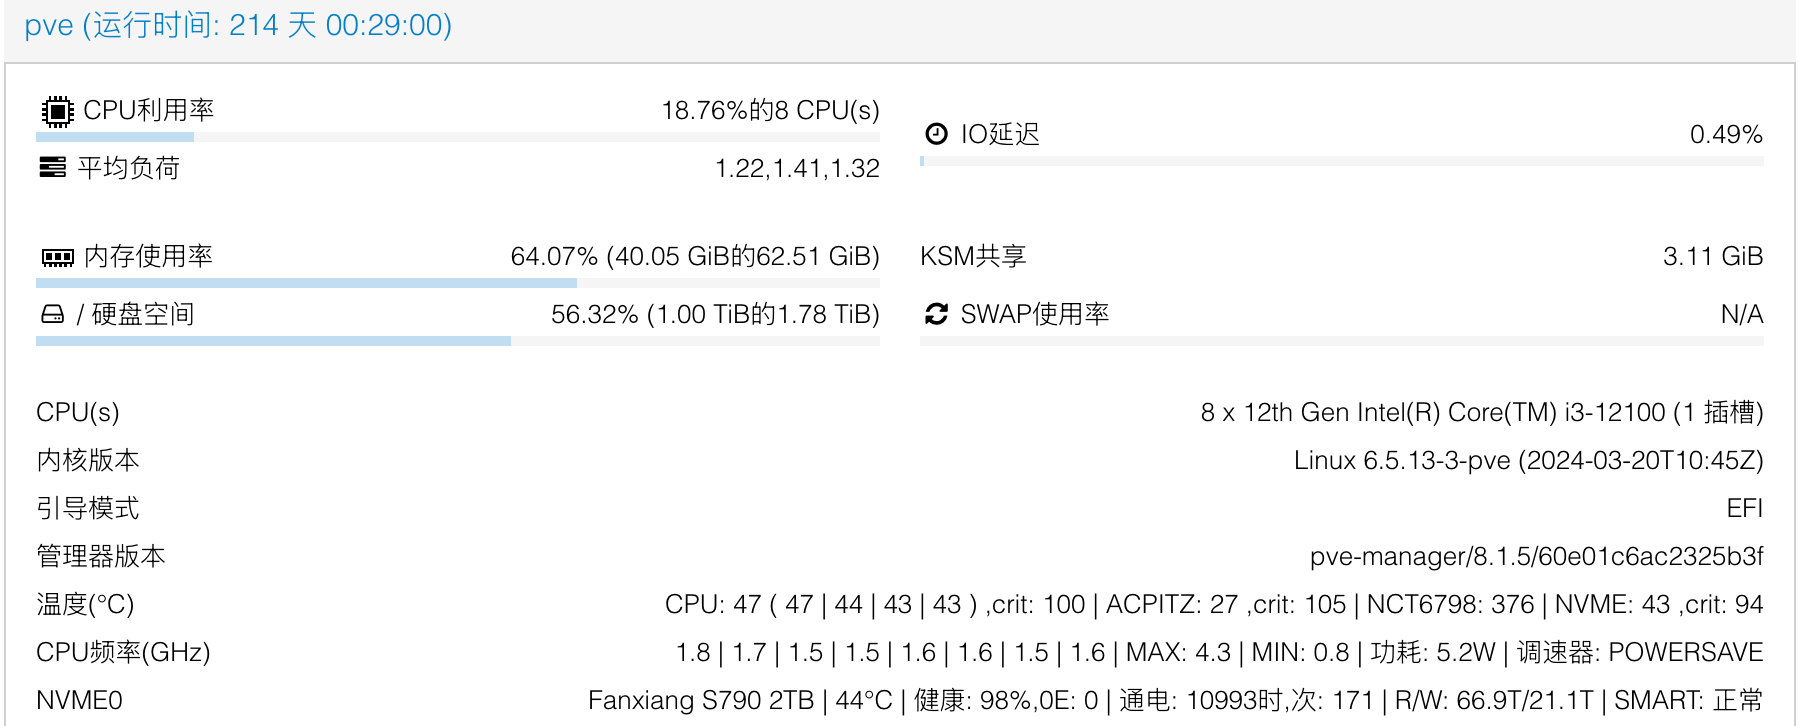 pve (运行时间: 214 天 00:29:00)
CPU利用率 18.76%的8 CPU(s)
IO延迟 0.49%
平均负荷 1.22,1.41,1.32
内存使用率 64.07% (40.05 GiB的62.51 GiB)
KSM共享 3.11 GiB
/ 硬盘空间 56.32% (1.00 TiB的1.78 TiB)
SWAP使用率 N/A
CPU(s) 8 x 12th Gen Intel(R) Core(TM) i3-12100 (1 插槽)
内核版本 Linux 6.5.13-3-pve (2024-03-20T10:45Z)
引导模式 EFI
管理器版本 pve-manager/8.1.5/60e01c6ac2325b3f
温度(°C) CPU: 47 ( 47 | 44 | 43 | 43 ) ,crit: 100 | ACPITZ: 27 ,crit: 105 | NCT6798: 376 | NVME: 43 ,crit: 94
CPU频率(GHz) 1.8 | 1.7 | 1.5 | 1.5 | 1.6 | 1.6 | 1.5 | 1.6 | MAX: 4.3 | MIN: 0.8 | 功耗: 5.2W | 调速器: POWERSAVE
NVME0 Fanxiang S790 2TB | 44°C | 健康: 98%,0E: 0 | 通电: 10993时,次: 171 | R/W: 66.9T/21.1T | SMART: 正常